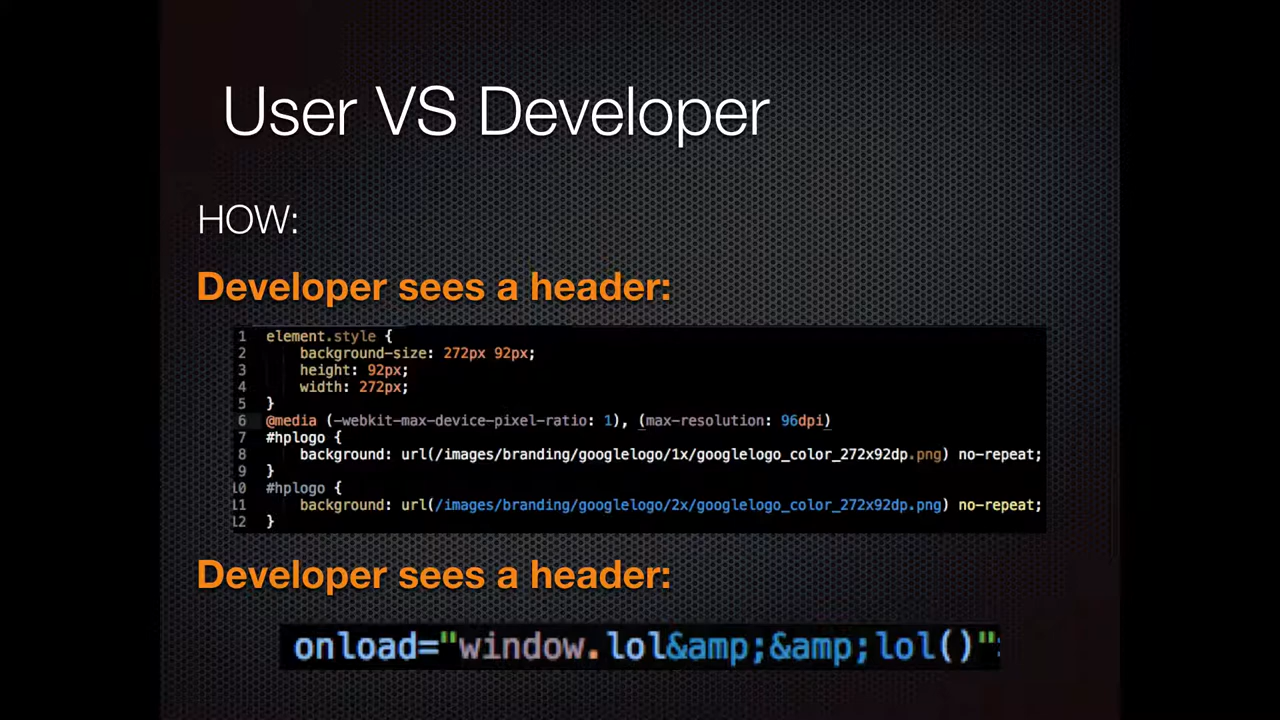 User VS Developer
HOW:
Developer sees a header:
1 element.style {
2 background-size: 272px 92px;
3 height: 92px;
4 width: 272px;
5 }
6 @media (-webkit-max-device-pixel-ratio: 1), (max-resolution: 96dpi)
7 #hplogo {
8 background: url(/images/branding/googlelogo/1x/googlelogo_color_272x92dp.png) no-repeat;
9 }
10 #hplogo {
11 background: url(/images/branding/googlelogo/2x/googlelogo_color_272x92dp.png) no-repeat;
12 }
Developer sees a header:
onload="window.lol&amp;&amp;lol()"